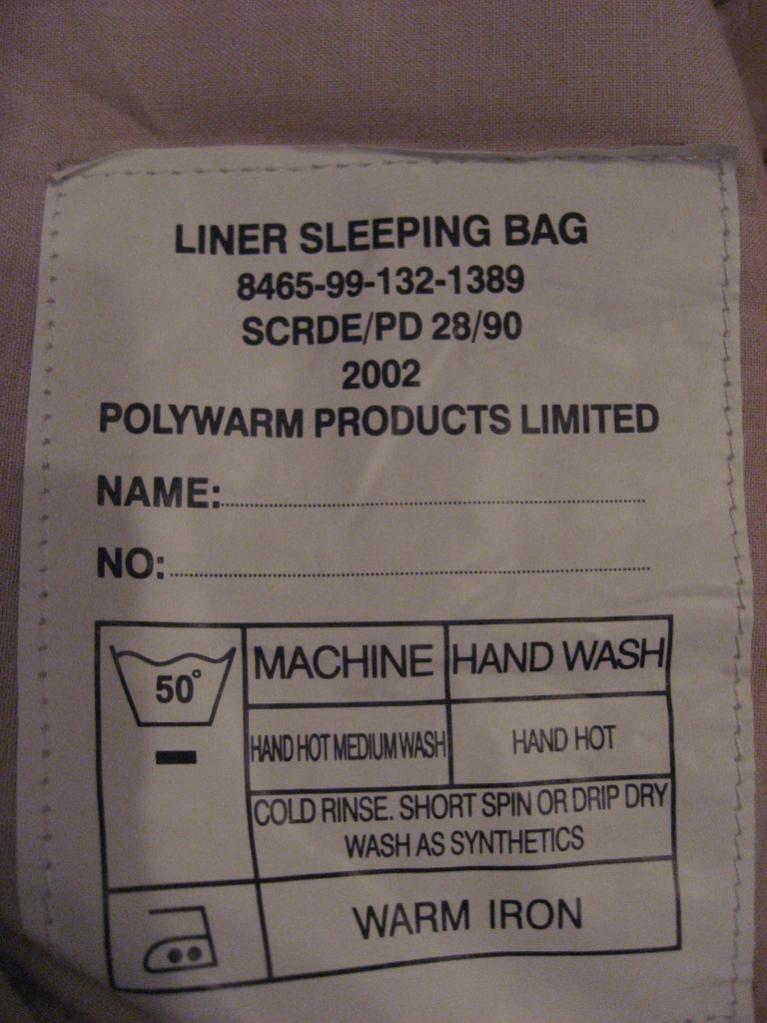 LINER SLEEPING BAG
8465-99-132-1389
SCRDE/PD 28/90
2002
POLYWARM PRODUCTS LIMITED
NAME:
NO:
50°
MACHINE HAND WASH
HAND HOT MEDIUM WASH HAND HOT
COLD RINSE. SHORT SPIN OR DRIP DRY
WASH AS SYNTHETICS
WARM IRON